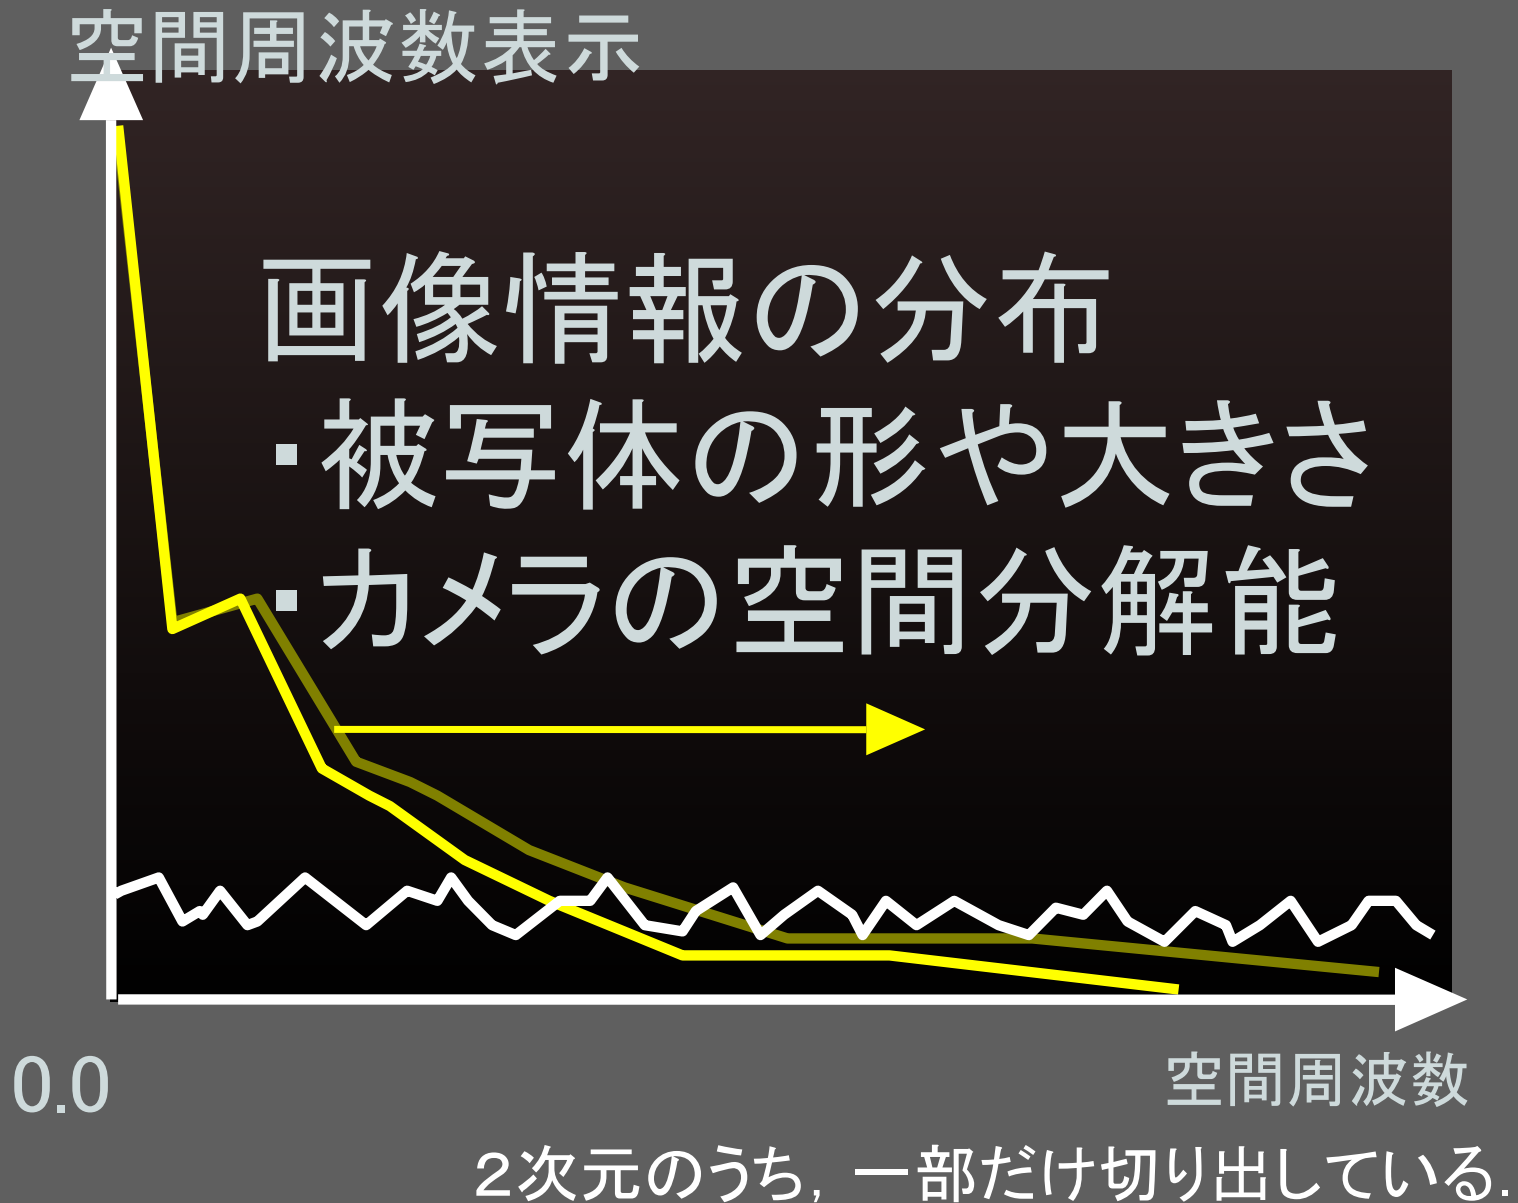 空間周波数表示
画像情報の分布
・被写体の形や大きさ
・カメラの空間分解能
0.0
空間周波数
２次元のうち，一部だけ切り出している．